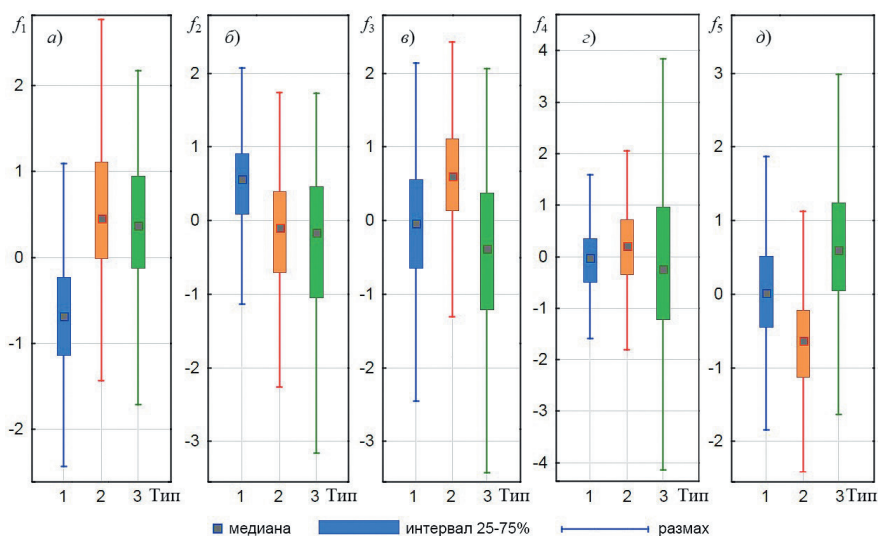 f₁ а) f₂ б) f₃ в) f₄ г) f₅ д)
2 1 0 -1 -2
2 1 0 -1 -2 -3
2 1 0 -1 -2 -3
4 3 2 1 0 -1 -2 -3 -4
3 2 1 0 -1 -2
1 2 3 Тип 1 2 3 Тип 1 2 3 Тип 1 2 3 Тип 1 2 3 Тип
медиана интервал 25-75% размах